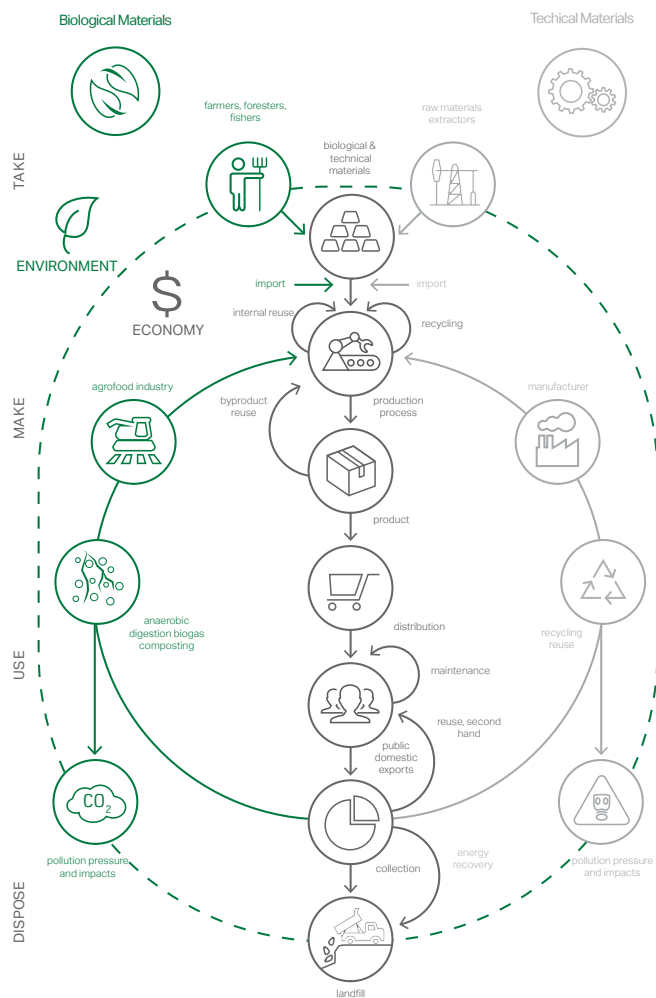 Biological Materials
Techical Materials
farmers, foresters,
fishers
raw materials
extractors
biological &
technical
materials
TAKE
ENVIRONMENT
$
ECONOMY
import
import
internal reuse
recycling
agrofood industry
byproduct
reuse
production
process
manufacturer
MAKE
product
anaerobic
digestion biogas
composting
distribution
recycling
reuse
USE
maintenance
reuse, second
hand
public
domestic
exports
CO2
pollution pressure
and impacts
collection
energy
recovery
pollution pressure
and impacts
DISPOSE
landfill